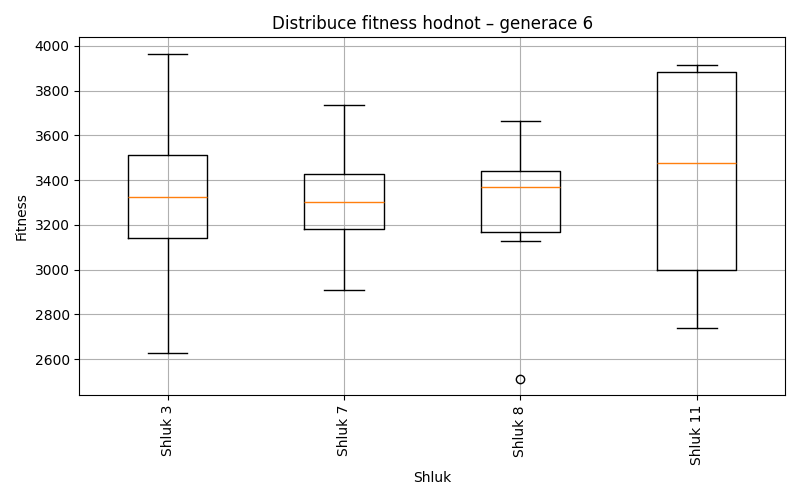 Distribuce fitness hodnot – generace 6
4000
3800
3600
3400
3200
3000
2800
2600
Fitness
Shluk 3
Shluk 7
Shluk 8
Shluk 11
Shluk